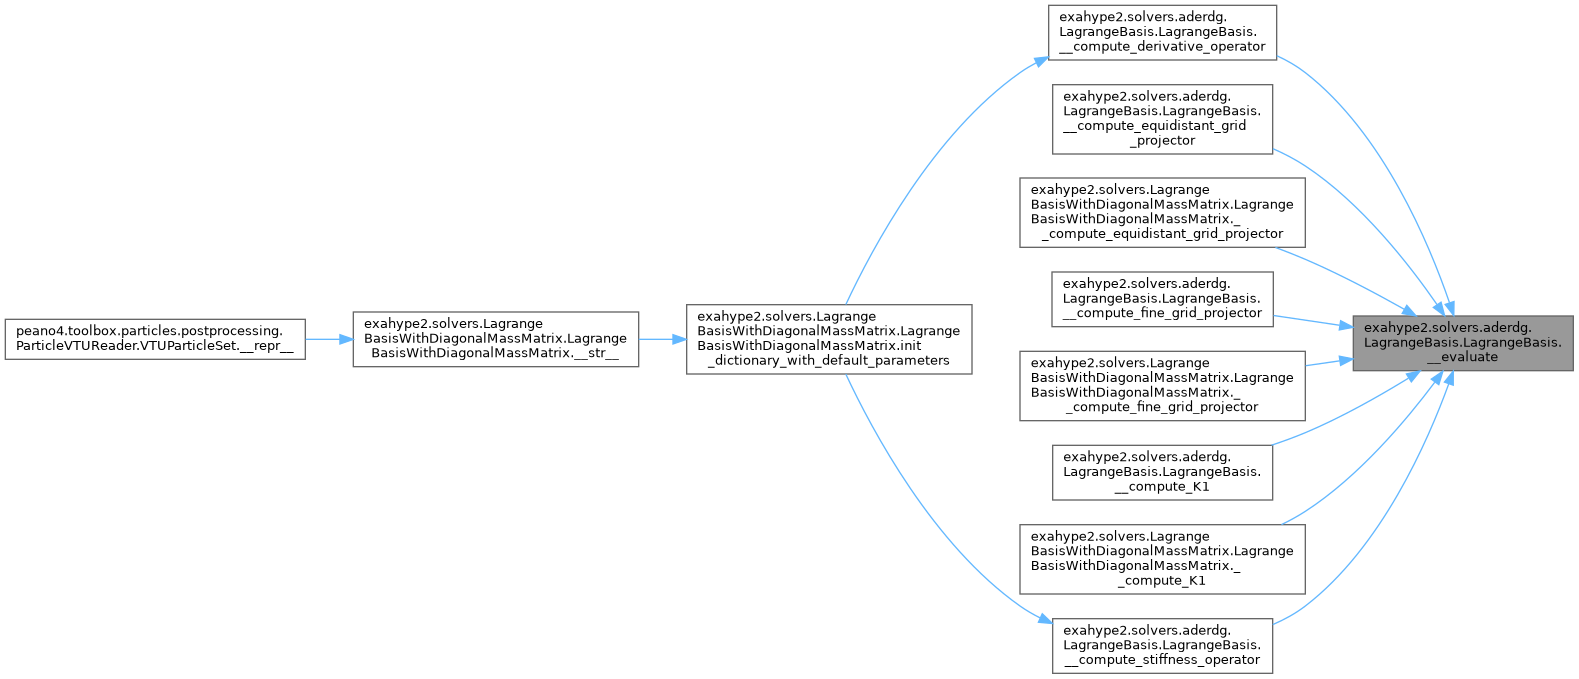 peano4.toolbox.particles.postprocessing.
ParticleVTUReader.VTUParticleSet.__repr__
exahype2.solvers.Lagrange
BasisWithDiagonalMassMatrix.Lagrange
BasisWithDiagonalMassMatrix.__str__
exahype2.solvers.Lagrange
BasisWithDiagonalMassMatrix.Lagrange
BasisWithDiagonalMassMatrix.init
_dictionary_with_default_parameters
exahype2.solvers.aderdg.
LagrangeBasis.LagrangeBasis.
__compute_derivative_operator
exahype2.solvers.aderdg.
LagrangeBasis.LagrangeBasis.
__compute_equidistant_grid
_projector
exahype2.solvers.Lagrange
BasisWithDiagonalMassMatrix.Lagrange
BasisWithDiagonalMassMatrix._
_compute_equidistant_grid_projector
exahype2.solvers.aderdg.
LagrangeBasis.LagrangeBasis.
__compute_fine_grid_projector
exahype2.solvers.Lagrange
BasisWithDiagonalMassMatrix.Lagrange
BasisWithDiagonalMassMatrix._
_compute_fine_grid_projector
exahype2.solvers.aderdg.
LagrangeBasis.LagrangeBasis.
__compute_K1
exahype2.solvers.Lagrange
BasisWithDiagonalMassMatrix.Lagrange
BasisWithDiagonalMassMatrix._
_compute_K1
exahype2.solvers.aderdg.
LagrangeBasis.LagrangeBasis.
__compute_stiffness_operator
exahype2.solvers.aderdg.
LagrangeBasis.LagrangeBasis.
__evaluate